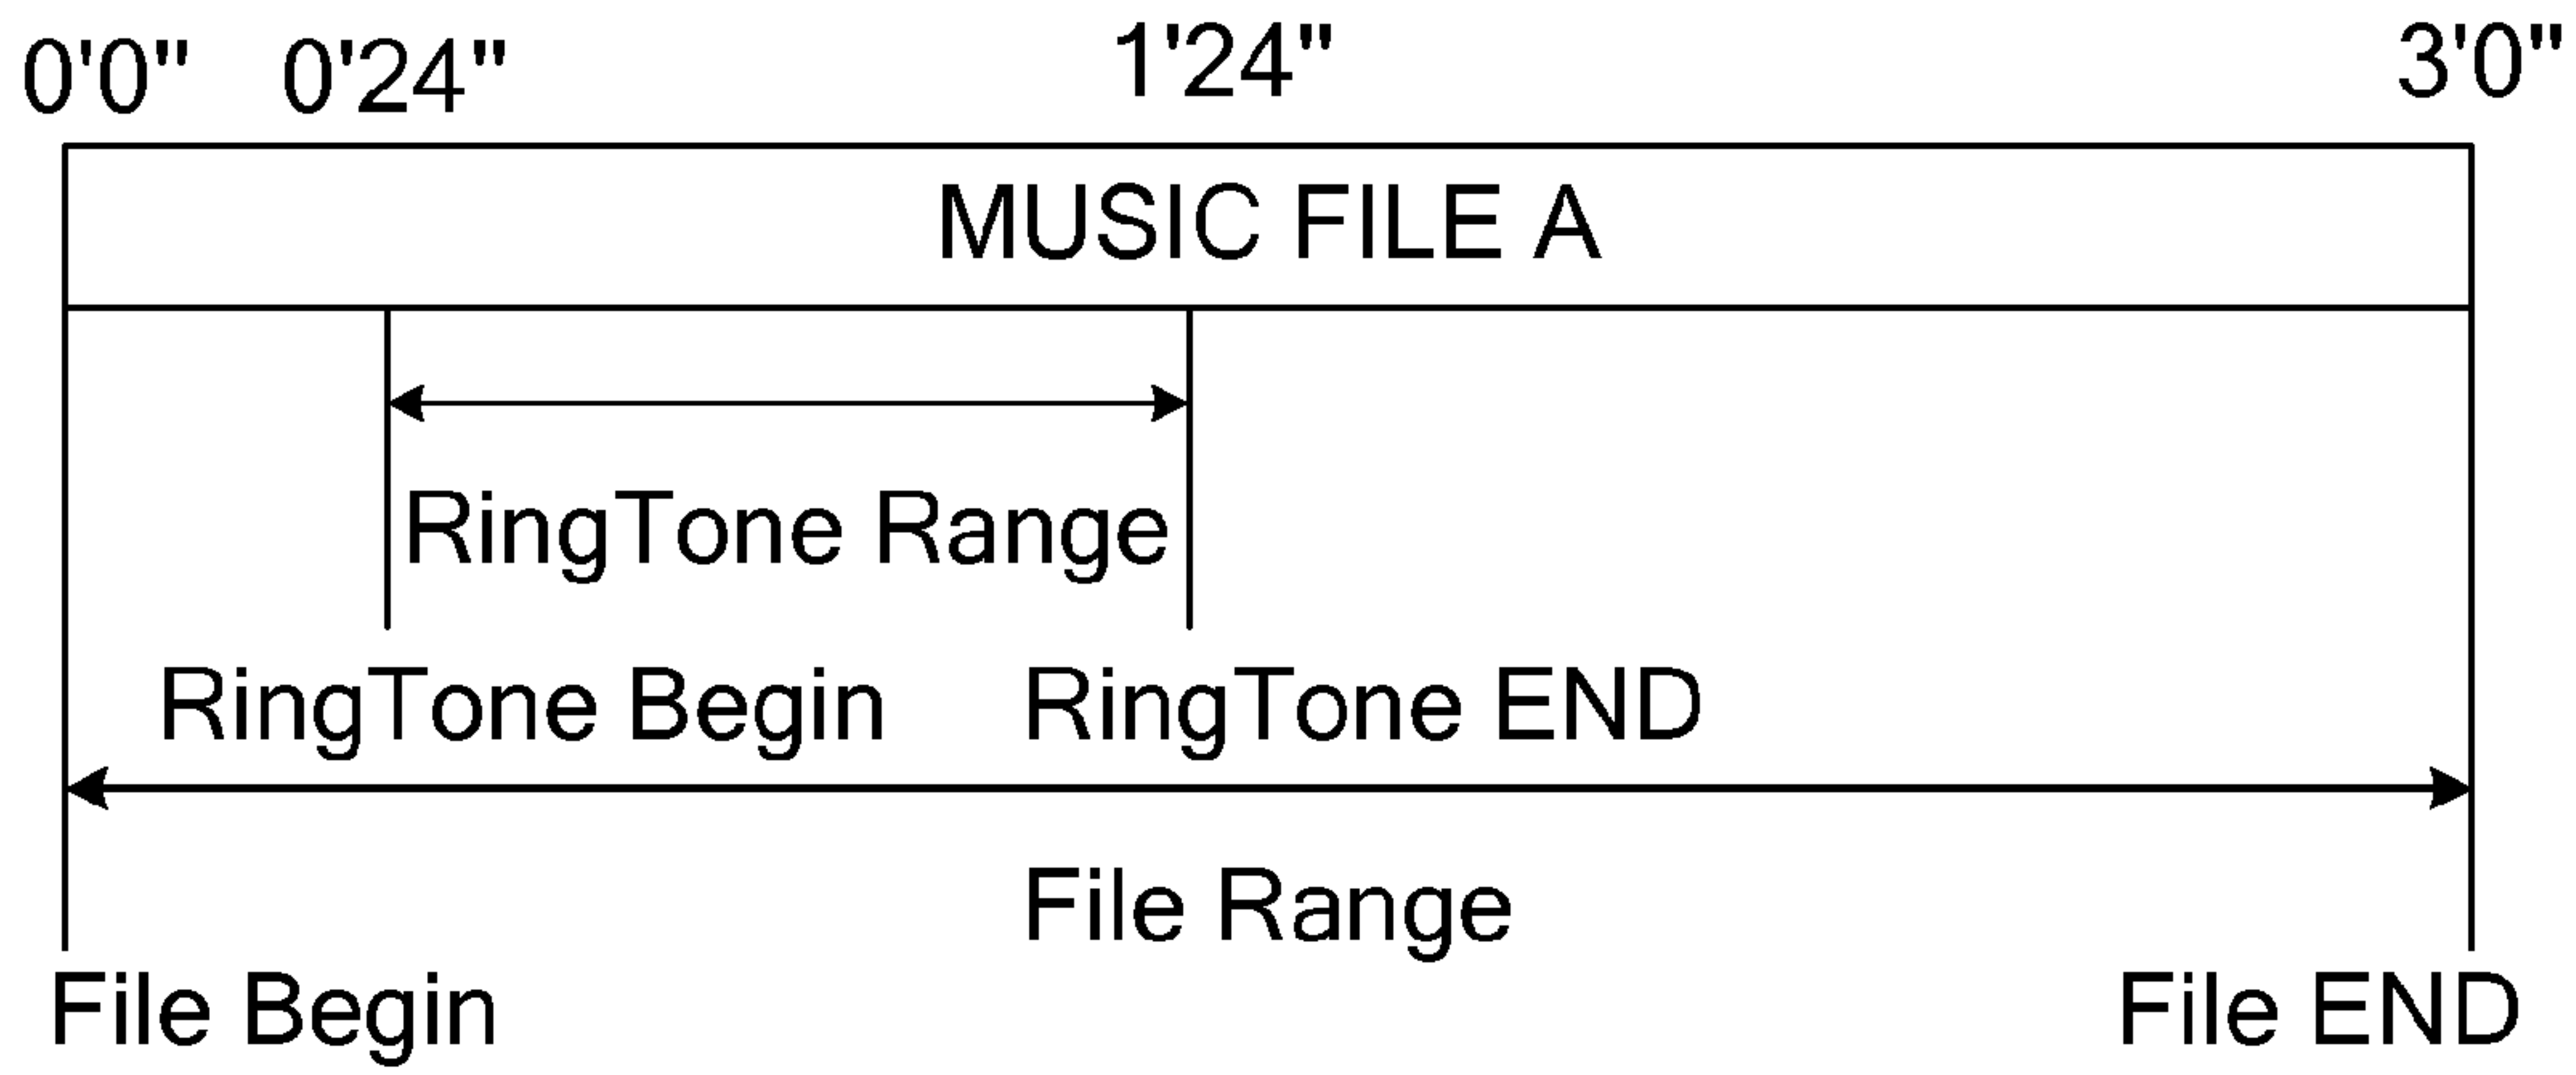 0'0" 0'24" 1'24" 3'0"
MUSIC FILE A
RingTone Range
RingTone Begin RingTone END
File Range
File Begin File END